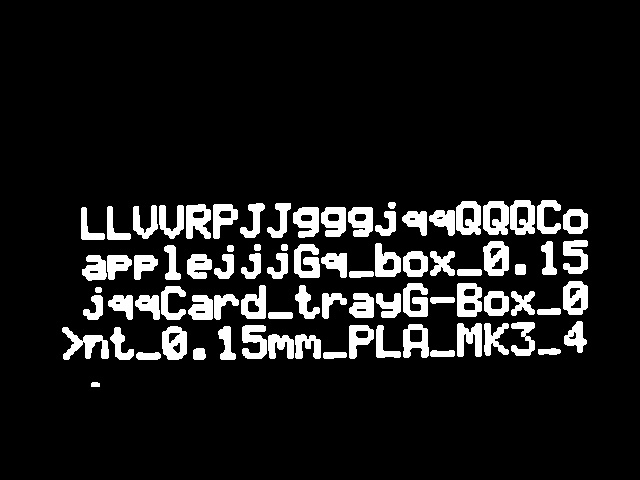 LLVVRPJJgggjqqQQQCo
applejjjGq_box_0.15
jqqCard_trayG-Box_0
>nt_0.15mm_PLA_MK3_4